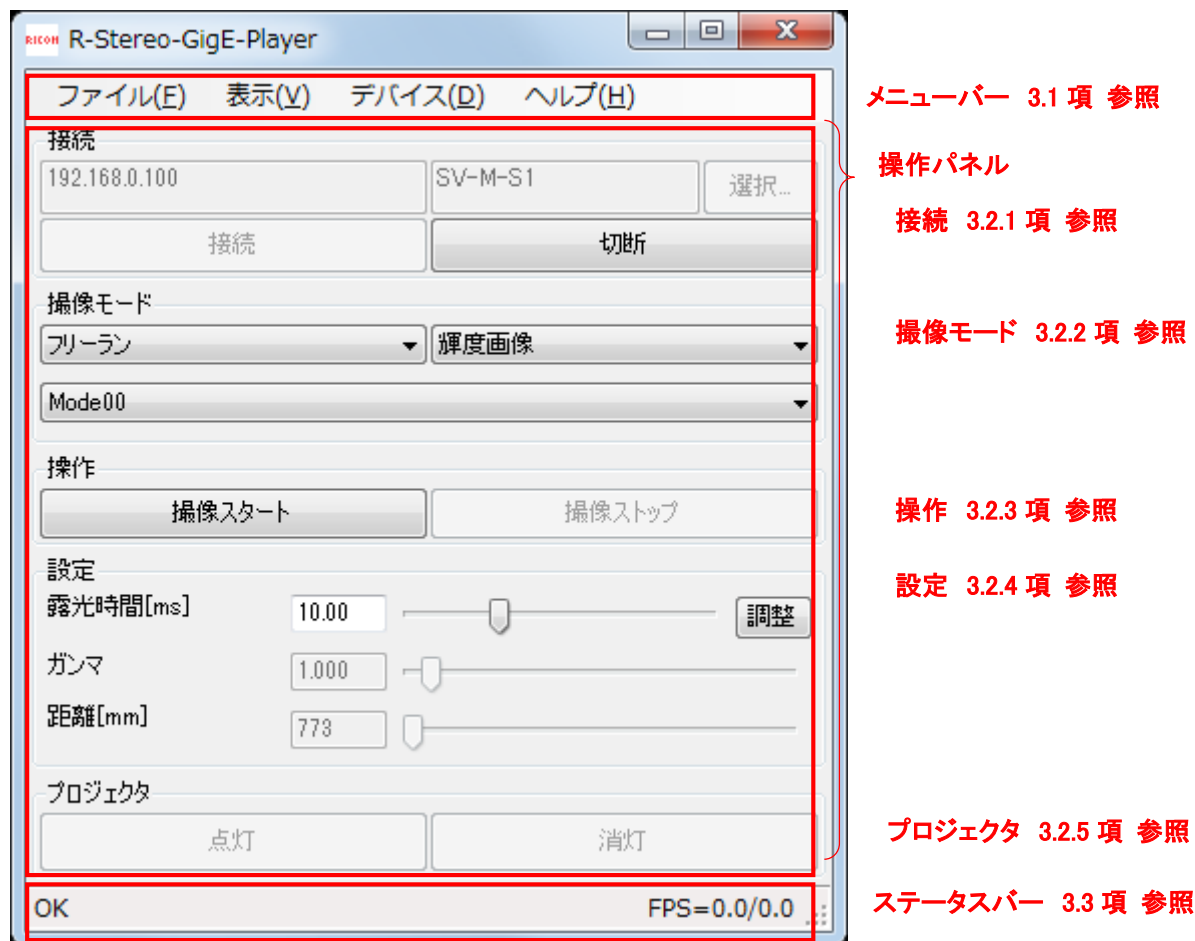 RICOH R-Stereo-GigE-Player
ファイル(F) 表示(V) デバイス(D) ヘルプ(H)
メニューバー 3.1 項 参照
接続
操作パネル
192.168.0.100 SV-M-S1 選択...
接続 3.2.1 項 参照
接続 切断
撮像モード
撮像モード 3.2.2 項 参照
フリーラン 輝度画像
Mode00
操作
撮像スタート 撮像ストップ
操作 3.2.3 項 参照
設定
設定 3.2.4 項 参照
露光時間[ms] 10.00 調整
ガンマ 1.000
距離[mm] 773
プロジェクタ
プロジェクタ 3.2.5 項 参照
点灯 消灯
ステータスバー 3.3 項 参照
OK FPS=0.0/0.0